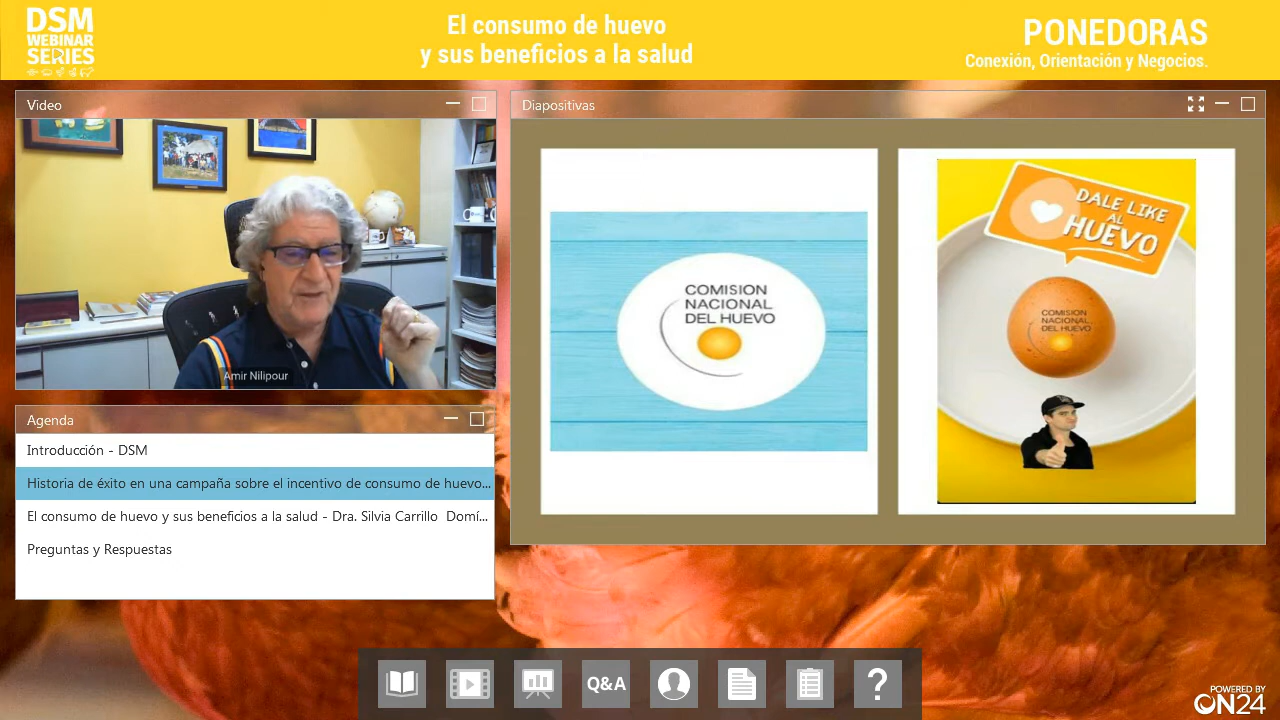 DSM
WEBINAR
SERIES
El consumo de huevo
y sus beneficios a la salud
PONEDORAS
Conexión, Orientación y Negocios.
Video
Amir Nilipour
Agenda
Introducción - DSM
Historia de éxito en una campaña sobre el incentivo de consumo de huevo...
El consumo de huevo y sus beneficios a la salud - Dra. Silvia Carrillo Domí...
Preguntas y Respuestas
Diapositivas
COMISION
NACIONAL
DEL HUEVO
DALE LIKE
AL
HUEVO
COMISION
NACIONAL
DEL HUEVO
Q&A
?
POWERED BY
ON24